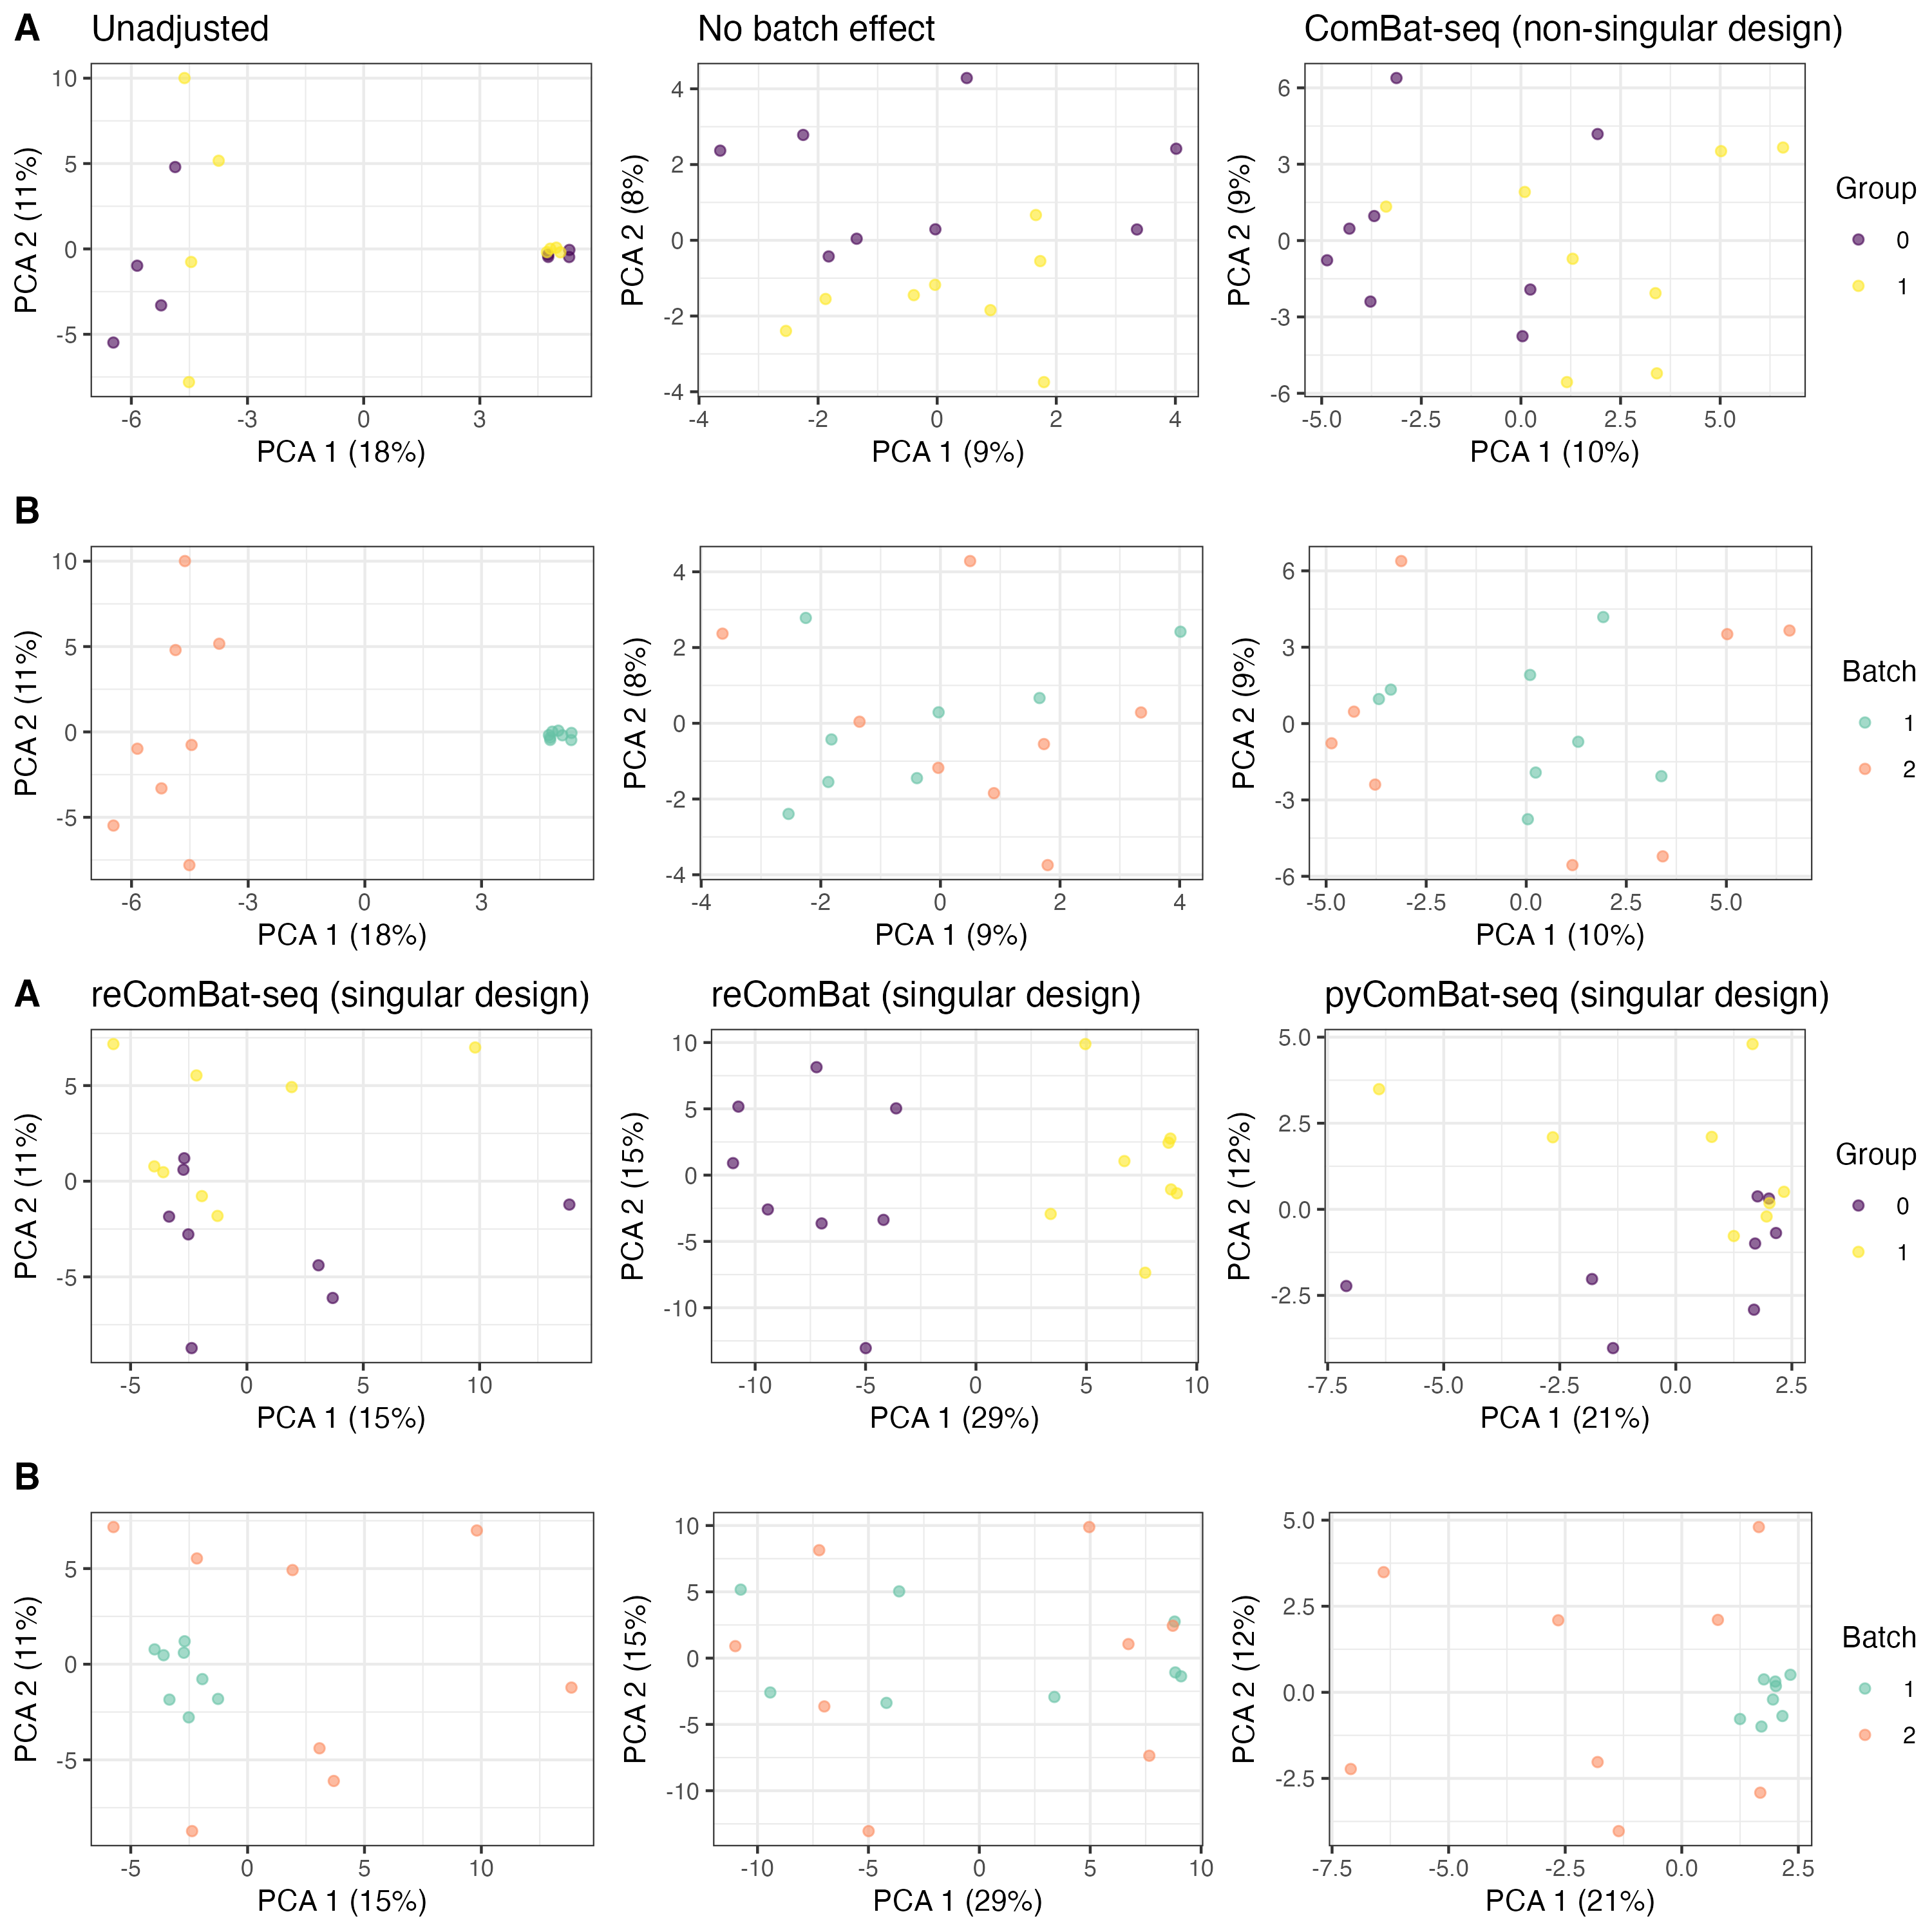 A Unadjusted No batch effect ComBat-seq (non-singular design)
10 5 0 -5
PCA 2 (11%)
-6 -3 0 3
PCA 1 (18%)
4 2 0 -2 -4
PCA 2 (8%)
-4 -2 0 2 4
PCA 1 (9%)
6 3 0 -3 -6
PCA 2 (9%)
-5.0 -2.5 0.0 2.5 5.0
PCA 1 (10%)
Group
0
1
B
10 5 0 -5
PCA 2 (11%)
-6 -3 0 3
PCA 1 (18%)
4 2 0 -2 -4
PCA 2 (8%)
-4 -2 0 2 4
PCA 1 (9%)
6 3 0 -3 -6
PCA 2 (9%)
-5.0 -2.5 0.0 2.5 5.0
PCA 1 (10%)
Batch
1
2
A reComBat-seq (singular design) reComBat (singular design) pyComBat-seq (singular design)
5 0 -5
PCA 2 (11%)
-5 0 5 10
PCA 1 (15%)
10 5 0 -5 -10
PCA 2 (15%)
-10 -5 0 5 10
PCA 1 (29%)
5.0 2.5 0.0 -2.5
PCA 2 (12%)
-7.5 -5.0 -2.5 0.0 2.5
PCA 1 (21%)
Group
0
1
B
5 0 -5
PCA 2 (11%)
-5 0 5 10
PCA 1 (15%)
10 5 0 -5 -10
PCA 2 (15%)
-10 -5 0 5 10
PCA 1 (29%)
5.0 2.5 0.0 -2.5
PCA 2 (12%)
-7.5 -5.0 -2.5 0.0 2.5
PCA 1 (21%)
Batch
1
2